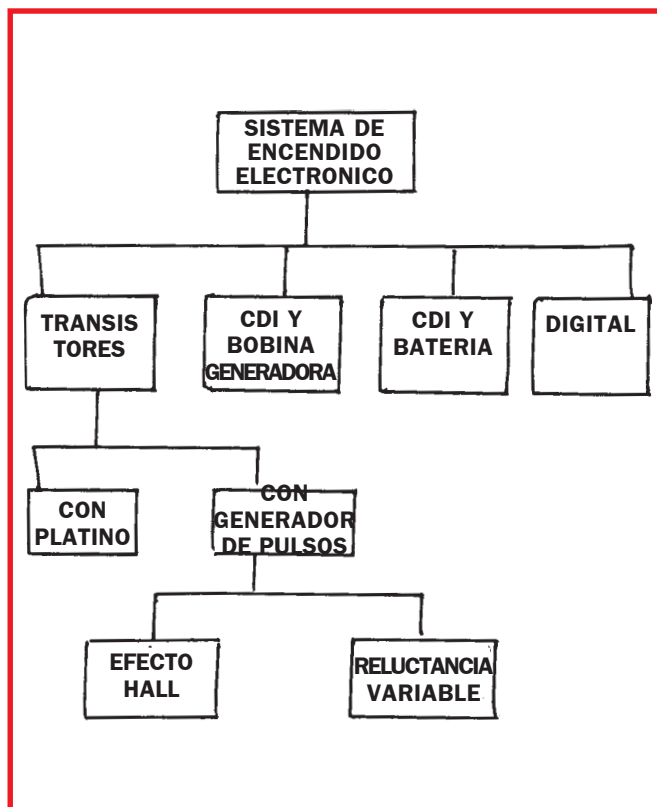 SISTEMA DE
ENCENDIDO
ELECTRONICO
TRANSIS
TORES
CDI Y
BOBINA
GENERADORA
CDI Y
BATERIA
DIGITAL
CON
PLATINO
CON
GENERADOR
DE PULSOS
EFECTO
HALL
RELUCTANCIA
VARIABLE